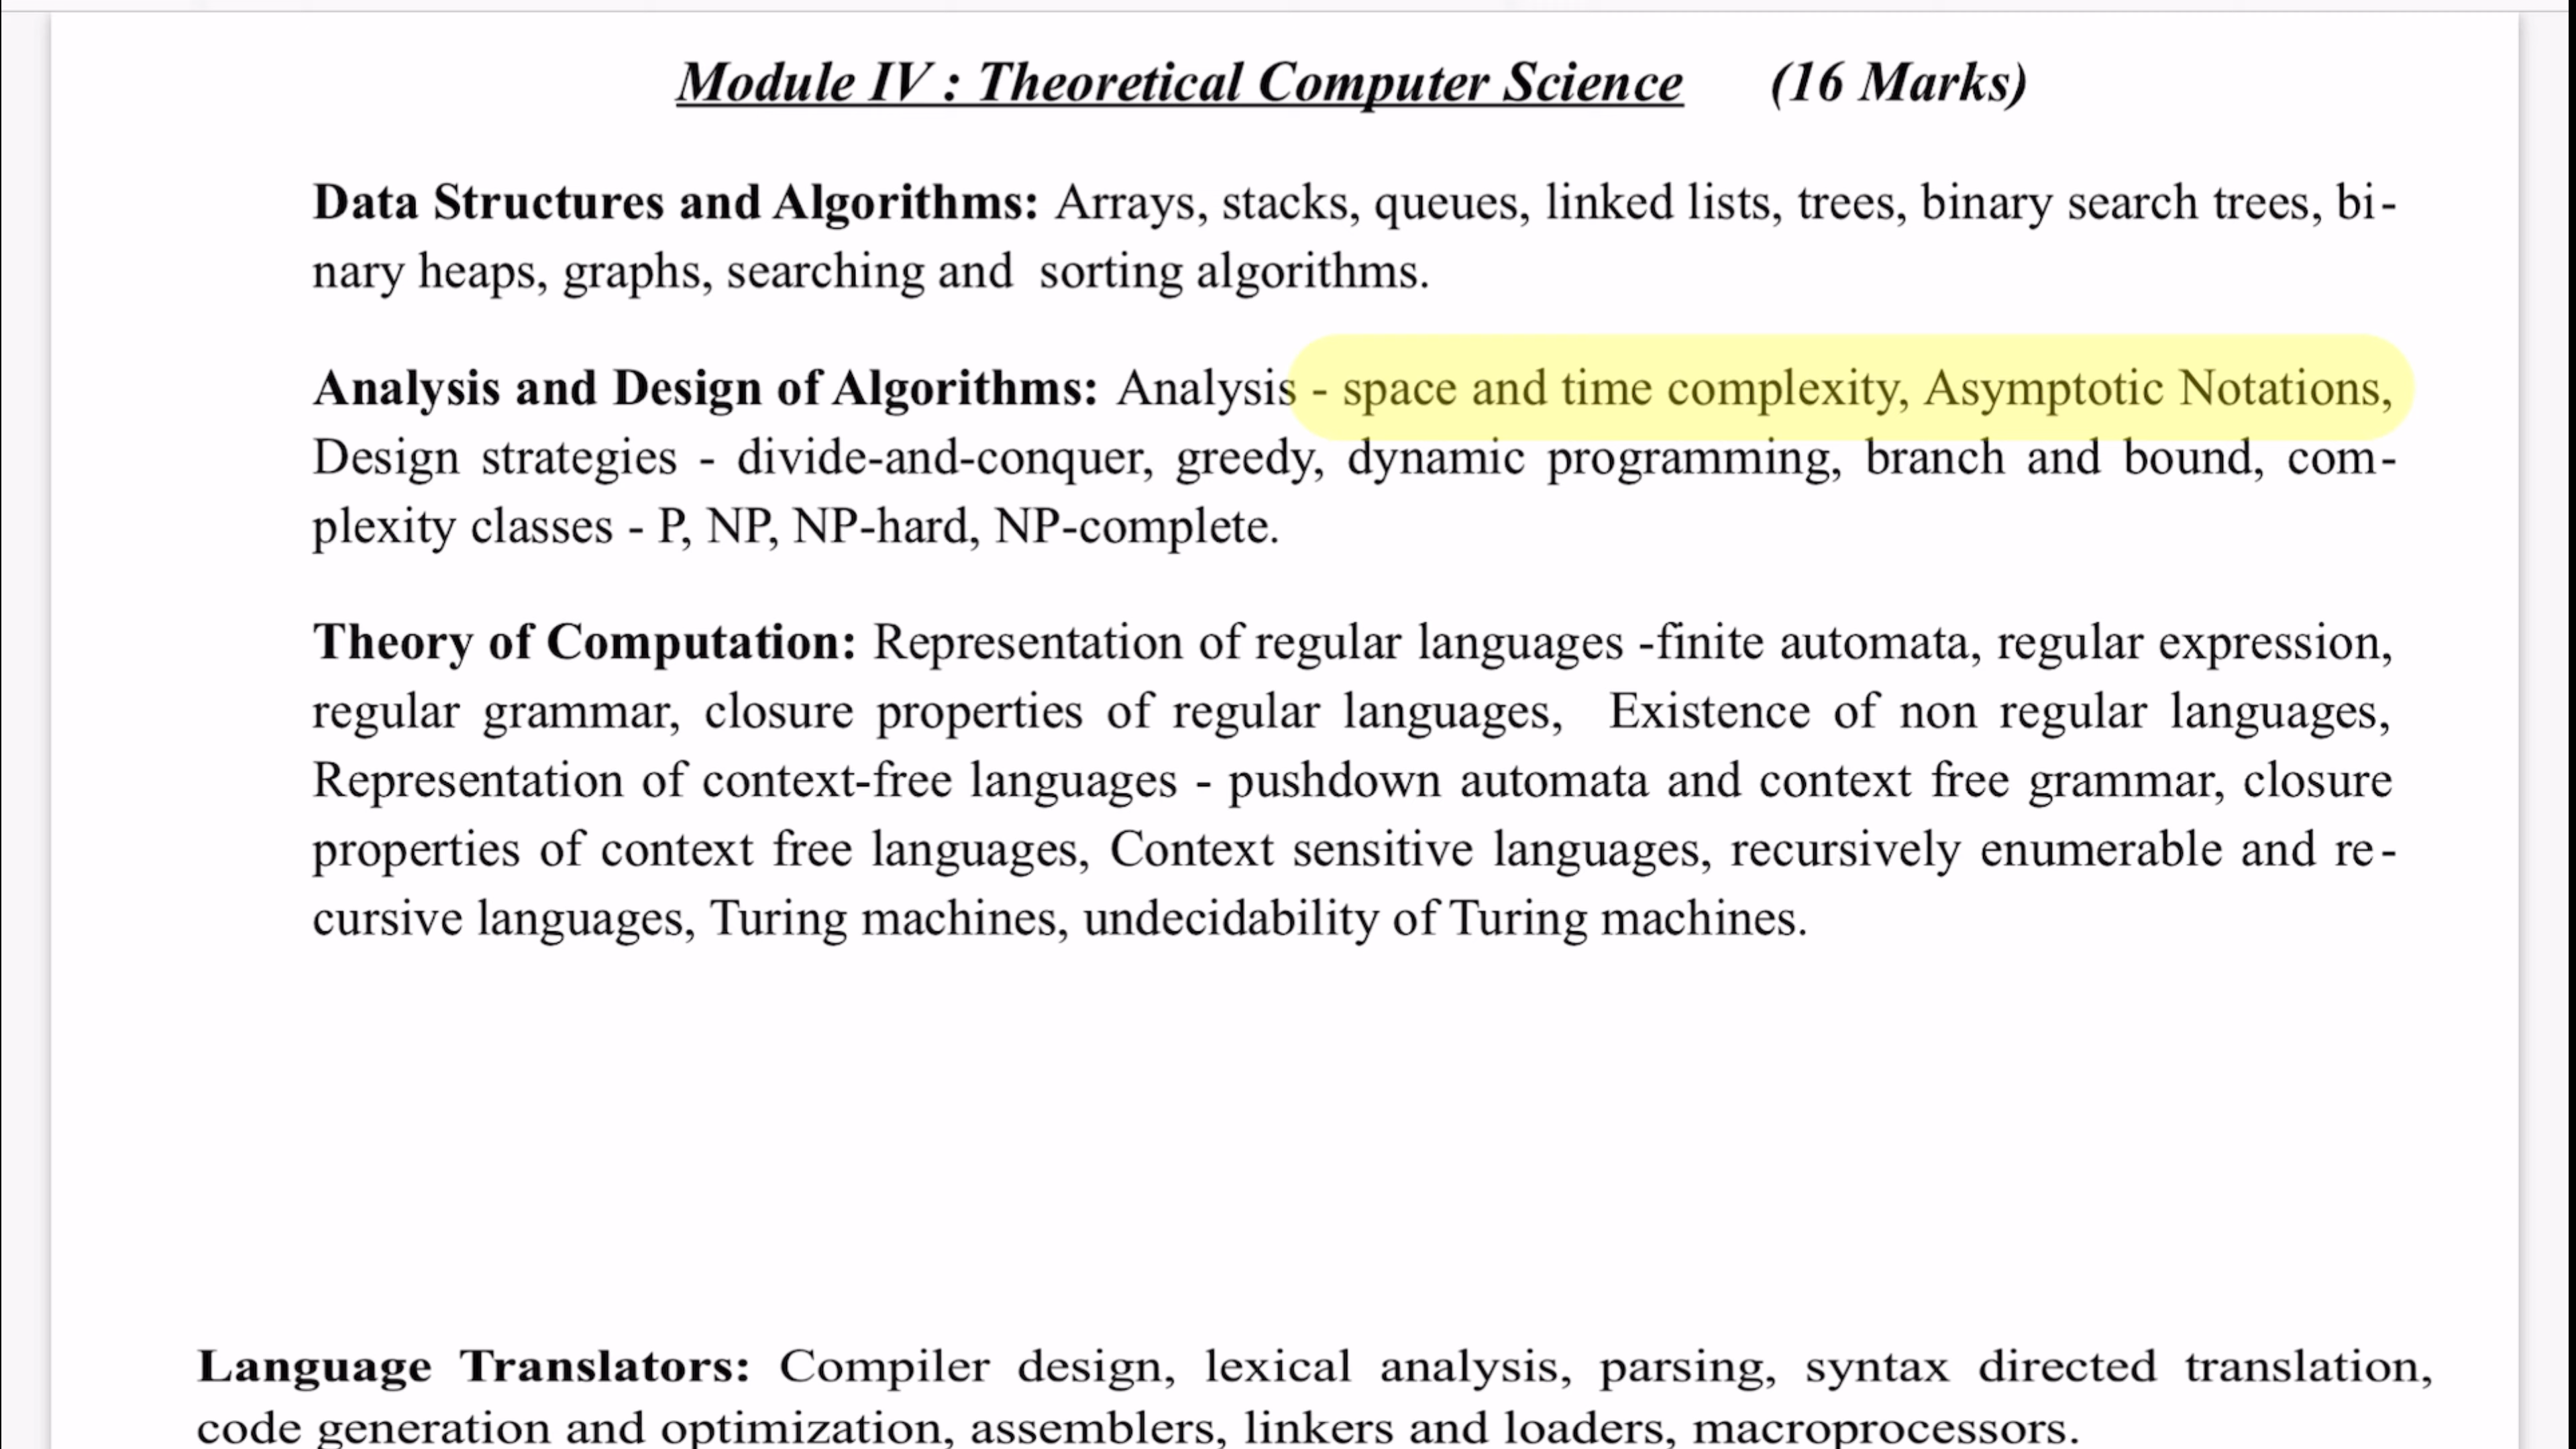 Module IV : Theoretical Computer Science (16 Marks)
Data Structures and Algorithms: Arrays, stacks, queues, linked lists, trees, binary search trees, bi-
nary heaps, graphs, searching and sorting algorithms.
Analysis and Design of Algorithms: Analysis - space and time complexity, Asymptotic Notations,
Design strategies - divide-and-conquer, greedy, dynamic programming, branch and bound, com-
plexity classes - P, NP, NP-hard, NP-complete.
Theory of Computation: Representation of regular languages -finite automata, regular expression,
regular grammar, closure properties of regular languages, Existence of non regular languages,
Representation of context-free languages - pushdown automata and context free grammar, closure
properties of context free languages, Context sensitive languages, recursively enumerable and re-
cursive languages, Turing machines, undecidability of Turing machines.
Language Translators: Compiler design, lexical analysis, parsing, syntax directed translation,
code generation and optimization, assemblers, linkers and loaders, macroprocessors.